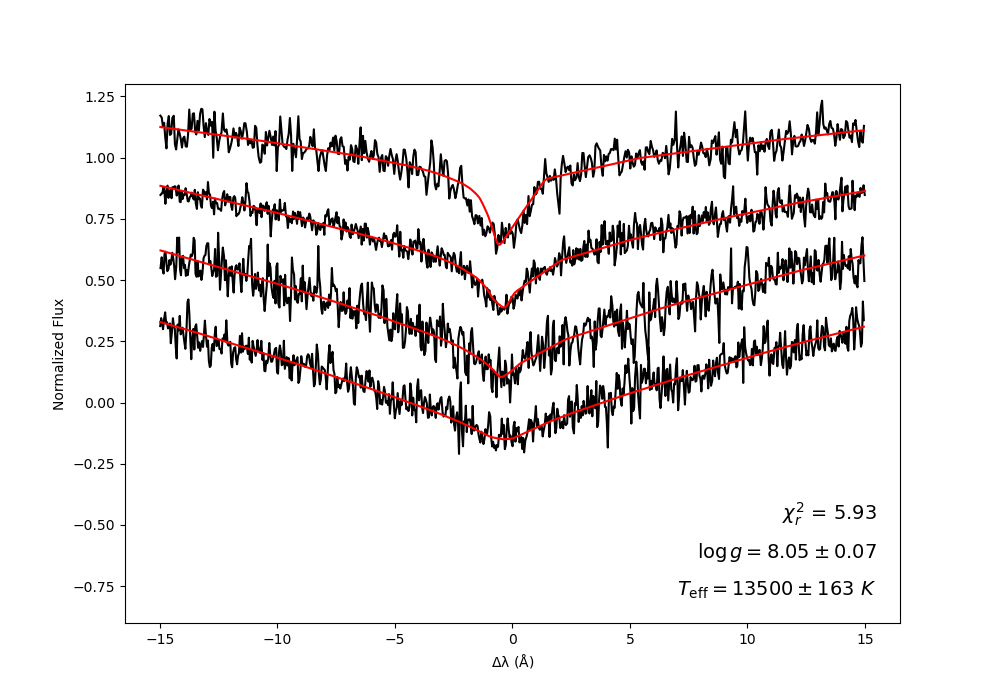 1.25
1.00
0.75
0.50
0.25
0.00
−0.25
−0.50
−0.75
Normalized Flux
χ²ᵣ = 5.93
log g = 8.05 ± 0.07
T_eff = 13500 ± 163 K
−15 −10 −5 0 5 10 15
Δλ (Å)